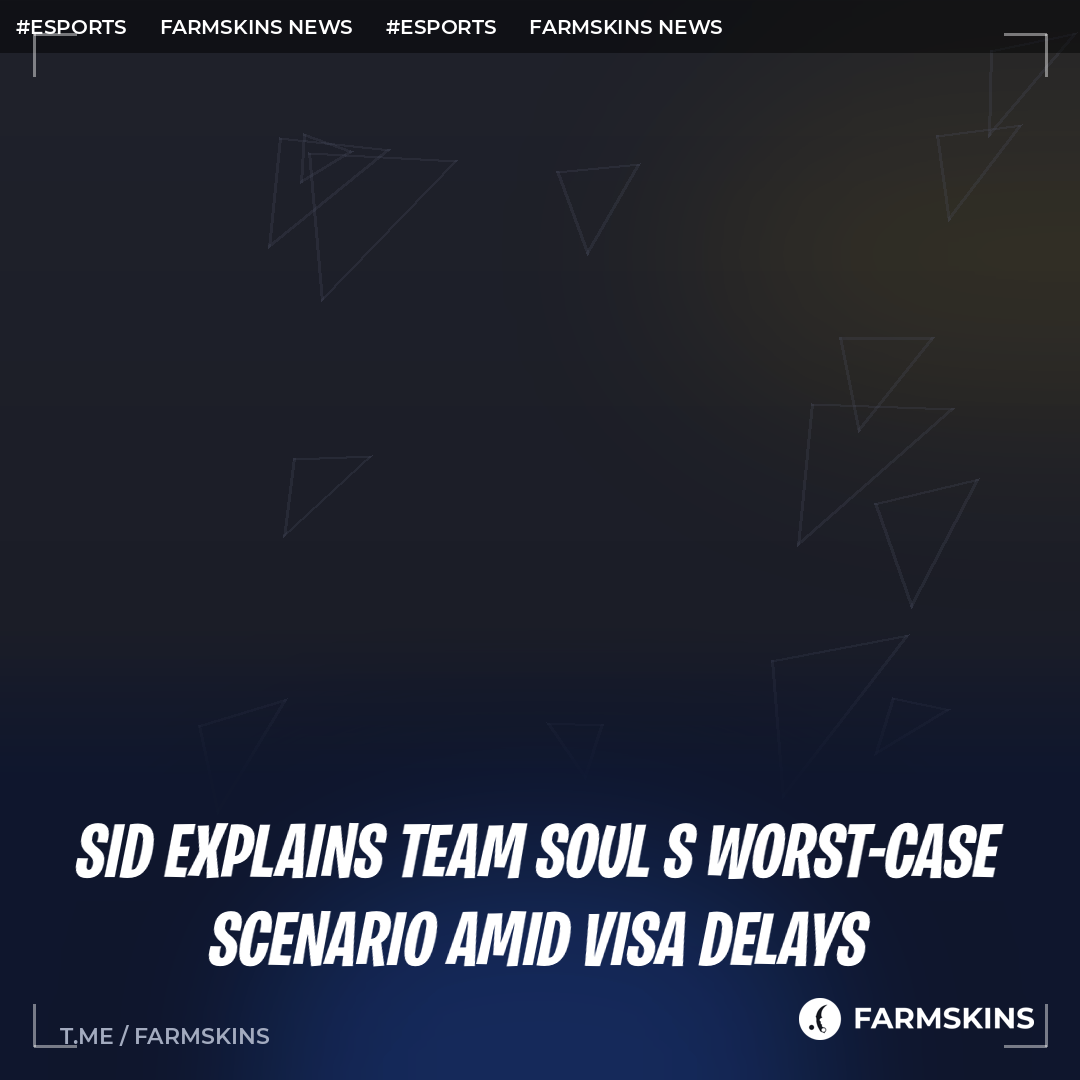 #ESPORTS FARMSKINS NEWS #ESPORTS FARMSKINS NEWS
SID EXPLAINS TEAM SOUL S WORST-CASE
SCENARIO AMID VISA DELAYS
T.ME / FARMSKINS
FARMSKINS